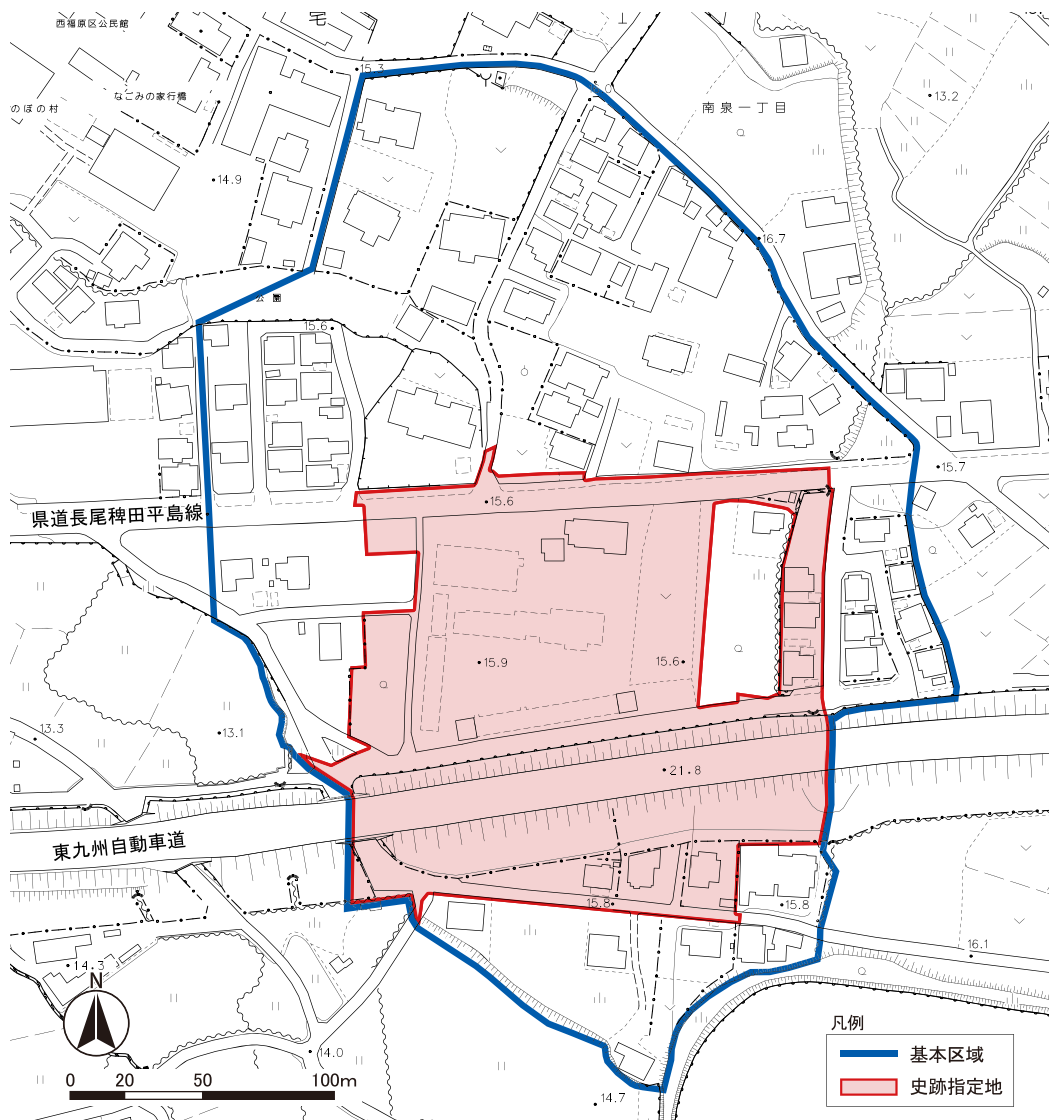 西福原区公民館
宅
15.3
なごみの家行橋
のほの村
南泉一丁目
13.2
14.9
16.7
公園
15.6
15.7
15.6
県道長尾稗田平島線
15.9
15.6
13.3
13.1
21.8
東九州自動車道
15.8
15.8
16.1
14.3
N
14.0
0 20 50 100m
14.7
凡例
基本区域
史跡指定地